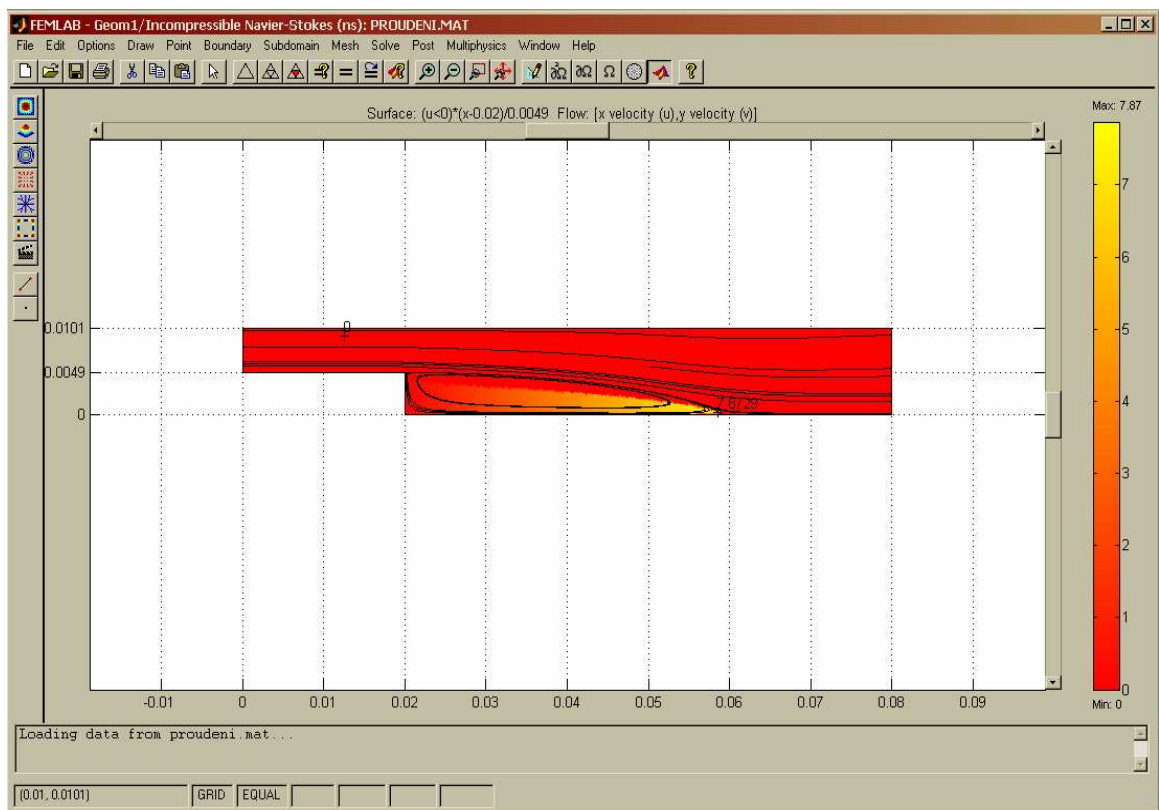 FEMLAB - Geom1/Incompressible Navier-Stokes (ns): PROUDENI.MAT
File Edit Options Draw Point Boundary Subdomain Mesh Solve Post Multiphysics Window Help
Surface: (u<0)*(x-0.02)/0.0049 Flow: [x velocity (u),y velocity (v)]
Max: 7.87
7
6
5
4
3
2
1
0
Min: 0
0.0101
0.0049
0
0
-0.01 0 0.01 0.02 0.03 0.04 0.05 0.06 0.07 0.08 0.09
Loading data from proudeni.mat...
(0.01, 0.0101) GRID EQUAL